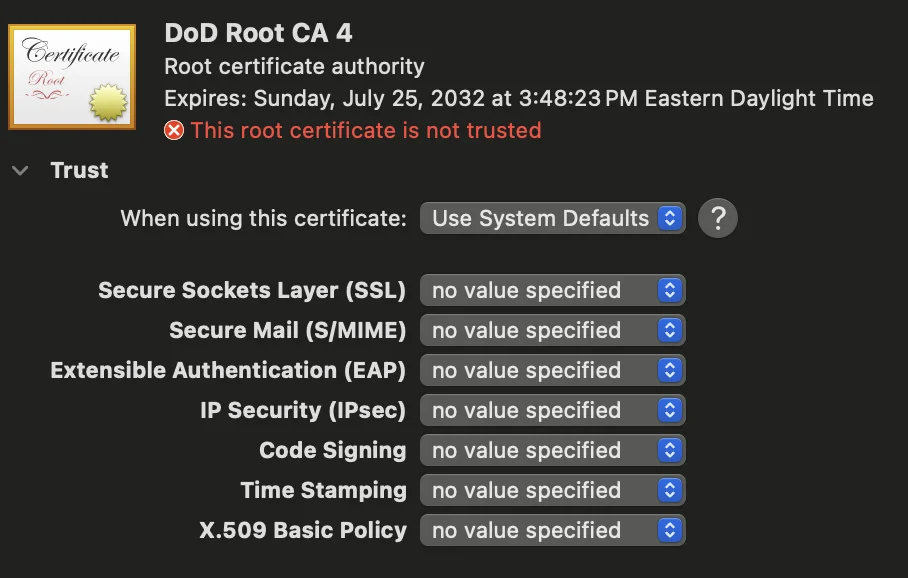 Certificate
Root
DoD Root CA 4
Root certificate authority
Expires: Sunday, July 25, 2032 at 3:48:23 PM Eastern Daylight Time
This root certificate is not trusted
Trust
When using this certificate: Use System Defaults ?
Secure Sockets Layer (SSL) no value specified
Secure Mail (S/MIME) no value specified
Extensible Authentication (EAP) no value specified
IP Security (IPsec) no value specified
Code Signing no value specified
Time Stamping no value specified
X.509 Basic Policy no value specified